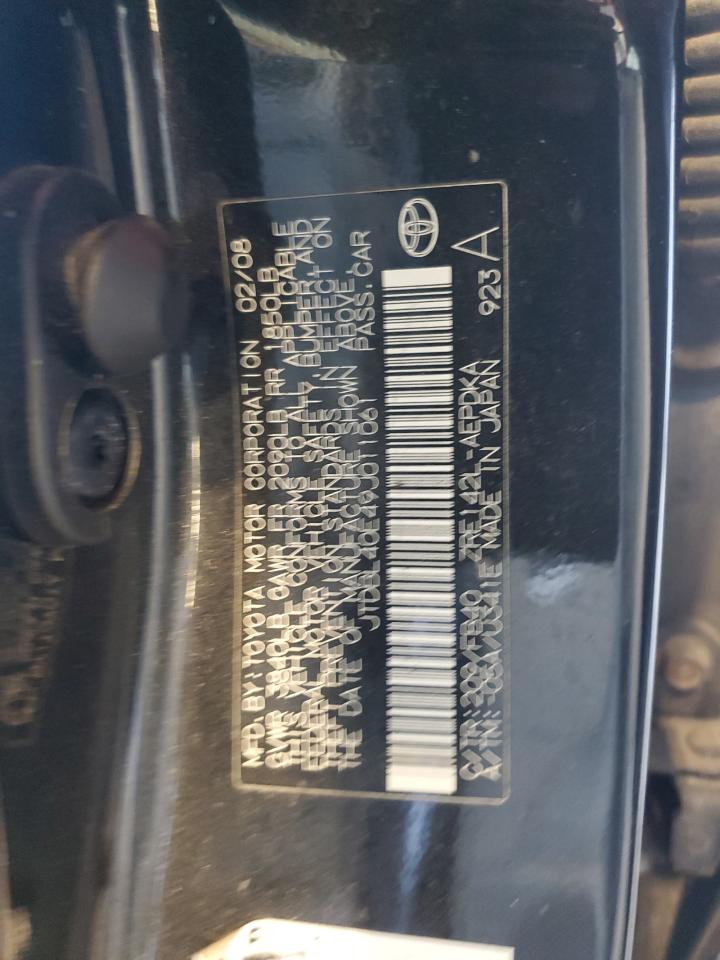 MFD.BY:TOYOTA MOTOR CORPORATION 02/08
GVWR 3840LB GAWR FR 2090LB RR 1850LB
THIS VEHICLE CONFORMS TO ALL APPLICABLE
FEDERAL MOTOR VEHICLE SAFETY, BUMPER, AND
THEFT PREVENTION STANDARDS IN EFFECT ON
THE DATE OF MANUFACTURE SHOWN ABOVE.
JTDBL40E49J011061 PASS.CAR
C/TR: 209/FB40 ZRE142L-AEPDKA
A/TM: -05A/U341E MADE IN JAPAN 923 A